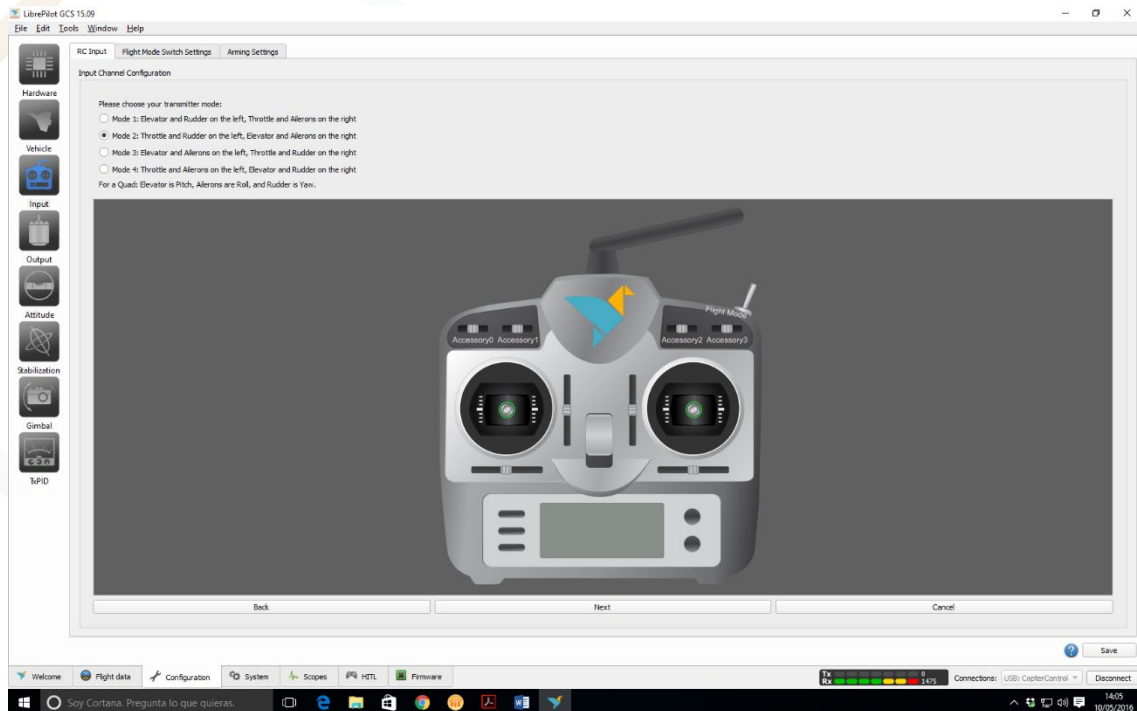 LibrePilot GCS 15.09
File Edit Tools Window Help
Hardware
Vehicle
Input
Output
Attitude
Stabilization
Gimbal
TxPID
RC Input Flight Mode Switch Settings Arming Settings
Input Channel Configuration
Please choose your transmitter mode:
Mode 1: Elevator and Rudder on the left, Throttle and Ailerons on the right
Mode 2: Throttle and Rudder on the left, Elevator and Ailerons on the right
Mode 3: Elevator and Ailerons on the left, Throttle and Rudder on the right
Mode 4: Throttle and Ailerons on the left, Elevator and Rudder on the right
For a Quad: Elevator is Pitch, Ailerons are Roll, and Rudder is Yaw.
Flight Mode
Accessory0 Accessory1 Accessory2 Accessory3
Back Next Cancel
Save
Welcome Flight data Configuration System Scopes HITL Firmware
Tx 0
Rx 1475
Connections: USB: CopterControl Disconnect
Soy Cortana. Pregunta lo que quieras.
14:05
10/05/2016